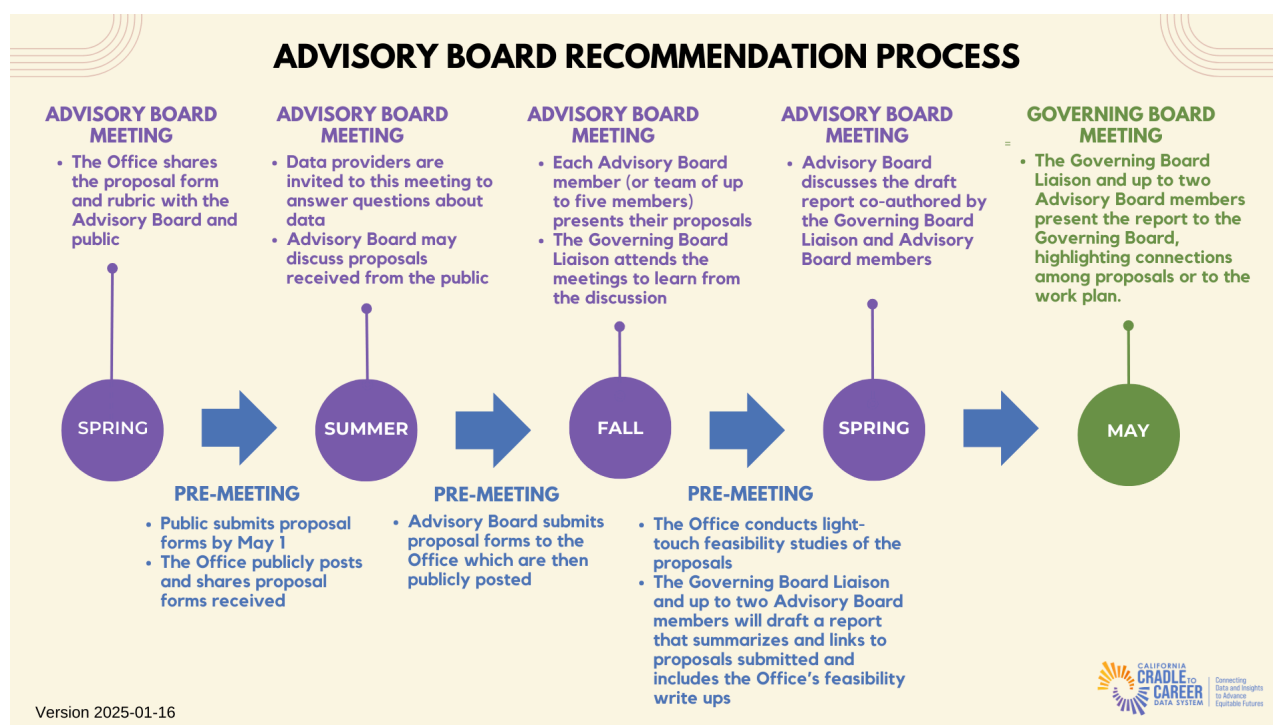 ADVISORY BOARD RECOMMENDATION PROCESS
ADVISORY BOARD
MEETING
• The Office shares
the proposal form
and rubric with the
Advisory Board and
public
ADVISORY BOARD
MEETING
• Data providers are
invited to this meeting to
answer questions about
data
• Advisory Board may
discuss proposals
received from the public
ADVISORY BOARD
MEETING
• Each Advisory Board
member (or team of up
to five members)
presents their proposals
• The Governing Board
Liaison attends the
meetings to learn from
the discussion
ADVISORY BOARD
MEETING
• Advisory Board
discusses the draft
report co-authored by
the Governing Board
Liaison and Advisory
Board members
GOVERNING BOARD
MEETING
=
• The Governing Board
Liaison and up to two
Advisory Board members
present the report to the
Governing Board,
highlighting connections
among proposals or to the
work plan.
SPRING
SUMMER
FALL
SPRING
MAY
PRE-MEETING
• Public submits proposal
forms by May 1
• The Office publicly posts
and shares proposal
forms received
PRE-MEETING
• Advisory Board submits
proposal forms to the
Office which are then
publicly posted
PRE-MEETING
• The Office conducts light-
touch feasibility studies of the
proposals
• The Governing Board Liaison
and up to two Advisory Board
members will draft a report
that summarizes and links to
proposals submitted and
includes the Office's feasibility
write ups
Version 2025-01-16
CALIFORNIA
CRADLE TO
CAREER
DATA SYSTEM
Connecting
Data and Insights
to Advance
Equitable Futures